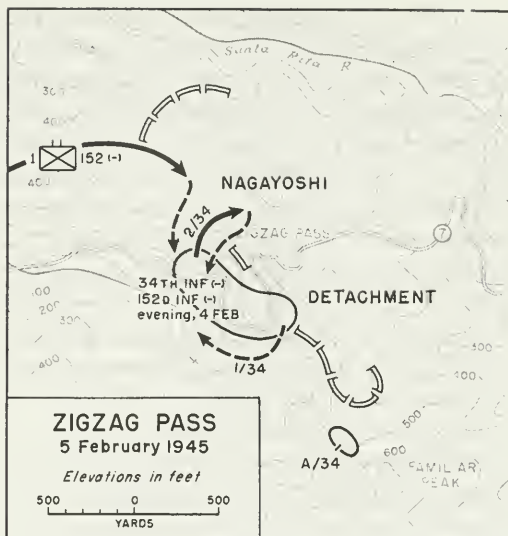 Santa Rita R
300
400
1 152 (-)
400
NAGAYOSHI
2/34
GZAG PASS
7
34TH INF (-)
152D INF (-)
evening, 4 FEB
DETACHMENT
100
200
300
400
1/34
300
400
500
600
A/34
FAMILIAR
PEAK
ZIGZAG PASS
5 February 1945
Elevations in feet
500 0 500
YARDS